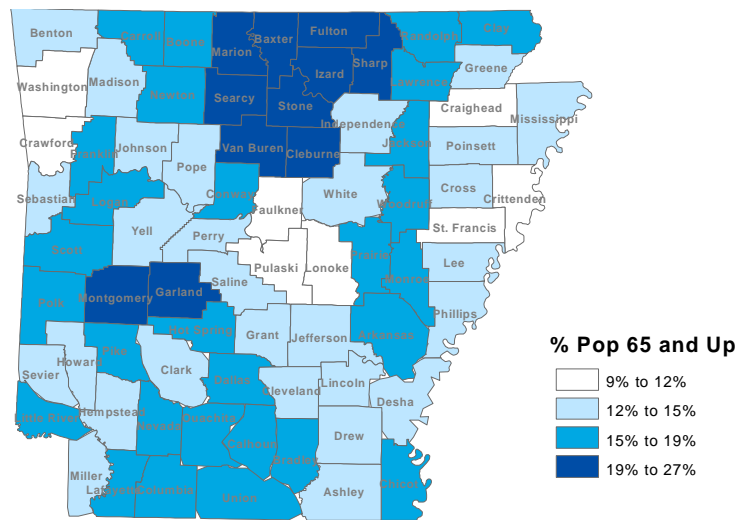 Benton
Carroll
Boone
Marion
Baxter
Fulton
Randolph
Clay
Sharp
Izard
Washington
Madison
Newton
Searcy
Stone
Lawrence
Greene
Craighead
Mississippi
Independence
Crawford
Franklin
Johnson
Pope
Van Buren
Cleburne
Jackson
Poinsett
Sebastian
Logan
Conway
White
Woodruff
Cross
Crittenden
Faulkner
St. Francis
Yell
Perry
Scott
Pulaski
Lonoke
Prairie
Monroe
Lee
Polk
Montgomery
Garland
Saline
Phillips
Hot Spring
Grant
Jefferson
Arkansas
Pike
Howard
Sevier
Clark
Dallas
Cleveland
Lincoln
Desha
Little River
Hempstead
Nevada
Ouachita
Calhoun
Bradley
Drew
Miller
Lafayette
Columbia
Union
Ashley
Chicot
% Pop 65 and Up
9% to 12%
12% to 15%
15% to 19%
19% to 27%